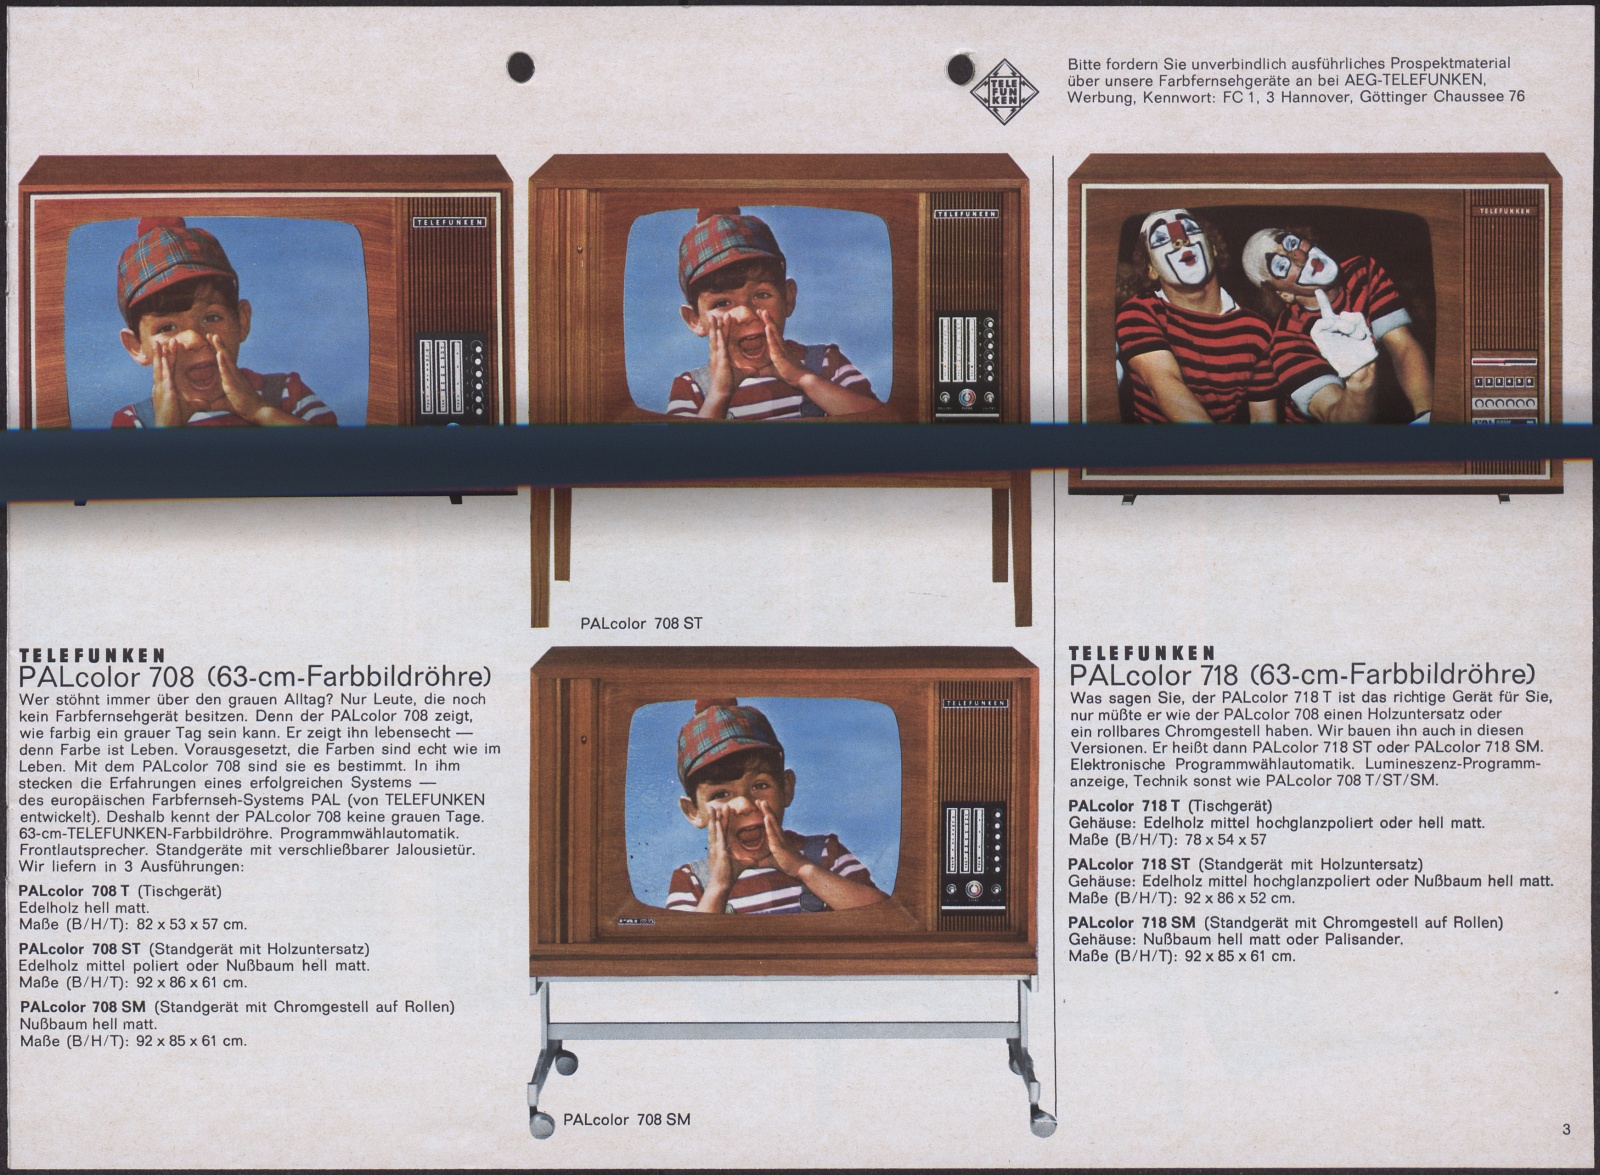 Bitte fordern Sie unverbindlich ausführliches Prospektmaterial
über unsere Farbfernsehgeräte an bei AEG-TELEFUNKEN,
Werbung, Kennwort: FC 1, 3 Hannover, Göttinger Chaussee 76
TELE
FUN
KEN
TELEFUNKEN
TELEFUNKEN
TELEFUNKEN
PALcolor 708 ST
TELEFUNKEN
PALcolor 708 (63-cm-Farbbildröhre)
Wer stöhnt immer über den grauen Alltag? Nur Leute, die noch
kein Farbfernsehgerät besitzen. Denn der PALcolor 708 zeigt,
wie farbig ein grauer Tag sein kann. Er zeigt ihn lebensecht —
denn Farbe ist Leben. Vorausgesetzt, die Farben sind echt wie im
Leben. Mit dem PALcolor 708 sind sie es bestimmt. In ihm
stecken die Erfahrungen eines erfolgreichen Systems —
des europäischen Farbfernseh-Systems PAL (von TELEFUNKEN
entwickelt). Deshalb kennt der PALcolor 708 keine grauen Tage.
63-cm-TELEFUNKEN-Farbbildröhre. Programmwählautomatik.
Frontlautsprecher. Standgeräte mit verschließbarer Jalousietür.
Wir liefern in 3 Ausführungen:
PALcolor 708 T (Tischgerät)
Edelholz hell matt.
Maße (B/H/T): 82 x 53 x 57 cm.
PALcolor 708 ST (Standgerät mit Holzuntersatz)
Edelholz mittel poliert oder Nußbaum hell matt.
Maße (B/H/T): 92 x 86 x 61 cm.
PALcolor 708 SM (Standgerät mit Chromgestell auf Rollen)
Nußbaum hell matt.
Maße (B/H/T): 92 x 85 x 61 cm.
TELEFUNKEN
PALcolor 708 SM
TELEFUNKEN
PALcolor 718 (63-cm-Farbbildröhre)
Was sagen Sie, der PALcolor 718 T ist das richtige Gerät für Sie,
nur müßte er wie der PALcolor 708 einen Holzuntersatz oder
ein rollbares Chromgestell haben. Wir bauen ihn auch in diesen
Versionen. Er heißt dann PALcolor 718 ST oder PALcolor 718 SM.
Elektronische Programmwählautomatik. Lumineszenz-Programm-
anzeige, Technik sonst wie PALcolor 708 T/ST/SM.
PALcolor 718 T (Tischgerät)
Gehäuse: Edelholz mittel hochglanzpoliert oder hell matt.
Maße (B/H/T): 78 x 54 x 57
PALcolor 718 ST (Standgerät mit Holzuntersatz)
Gehäuse: Edelholz mittel hochglanzpoliert oder Nußbaum hell matt.
Maße (B/H/T): 92 x 86 x 52 cm.
PALcolor 718 SM (Standgerät mit Chromgestell auf Rollen)
Gehäuse: Nußbaum hell matt oder Palisander.
Maße (B/H/T): 92 x 85 x 61 cm.
3